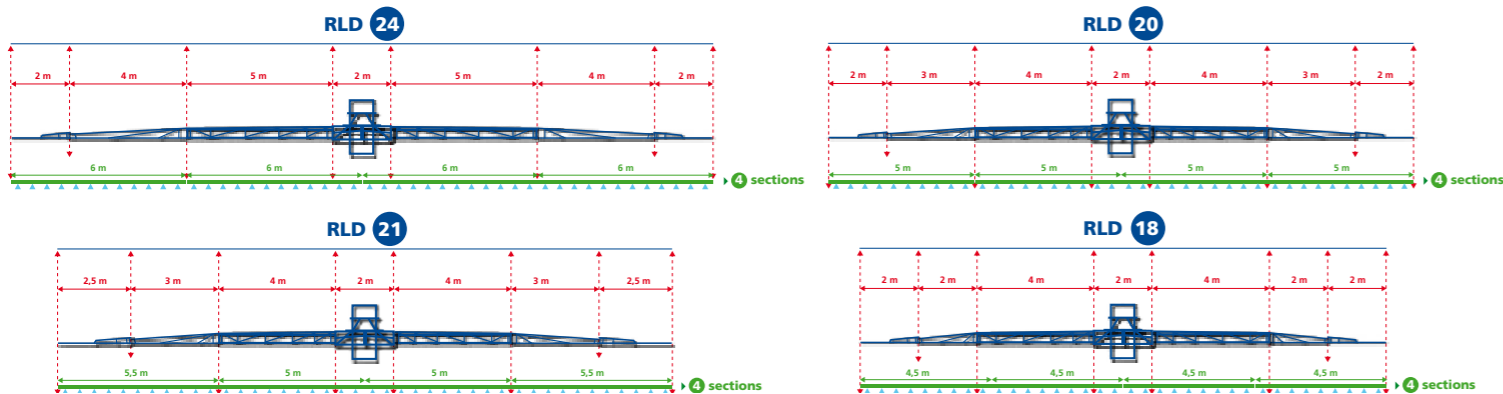 RLD 24
2 m 4 m 5 m 2 m 5 m 4 m 2 m
6 m 6 m 6 m 6 m
4 sections
RLD 20
2 m 3 m 4 m 2 m 4 m 3 m 2 m
5 m 5 m 5 m 5 m
4 sections
RLD 21
2,5 m 3 m 4 m 2 m 4 m 3 m 2,5 m
5,5 m 5 m 5 m 5,5 m
4 sections
RLD 18
2 m 2 m 4 m 2 m 4 m 2 m 2 m
4,5 m 4,5 m 4,5 m 4,5 m
4 sections